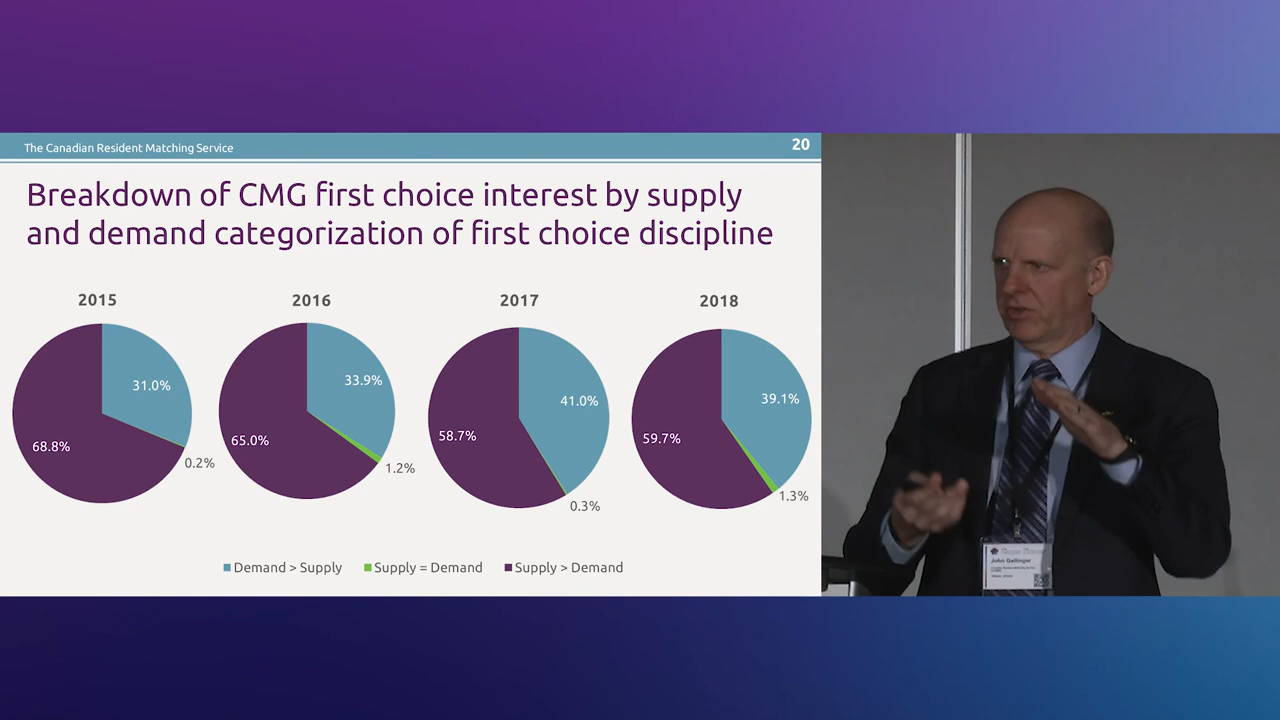 The Canadian Resident Matching Service
20
Breakdown of CMG first choice interest by supply
and demand categorization of first choice discipline
2015
2016
2017
2018
31.0%
68.8%
0.2%
33.9%
65.0%
1.2%
41.0%
58.7%
0.3%
39.1%
59.7%
1.3%
Demand > Supply
Supply = Demand
Supply > Demand
John Gallinger